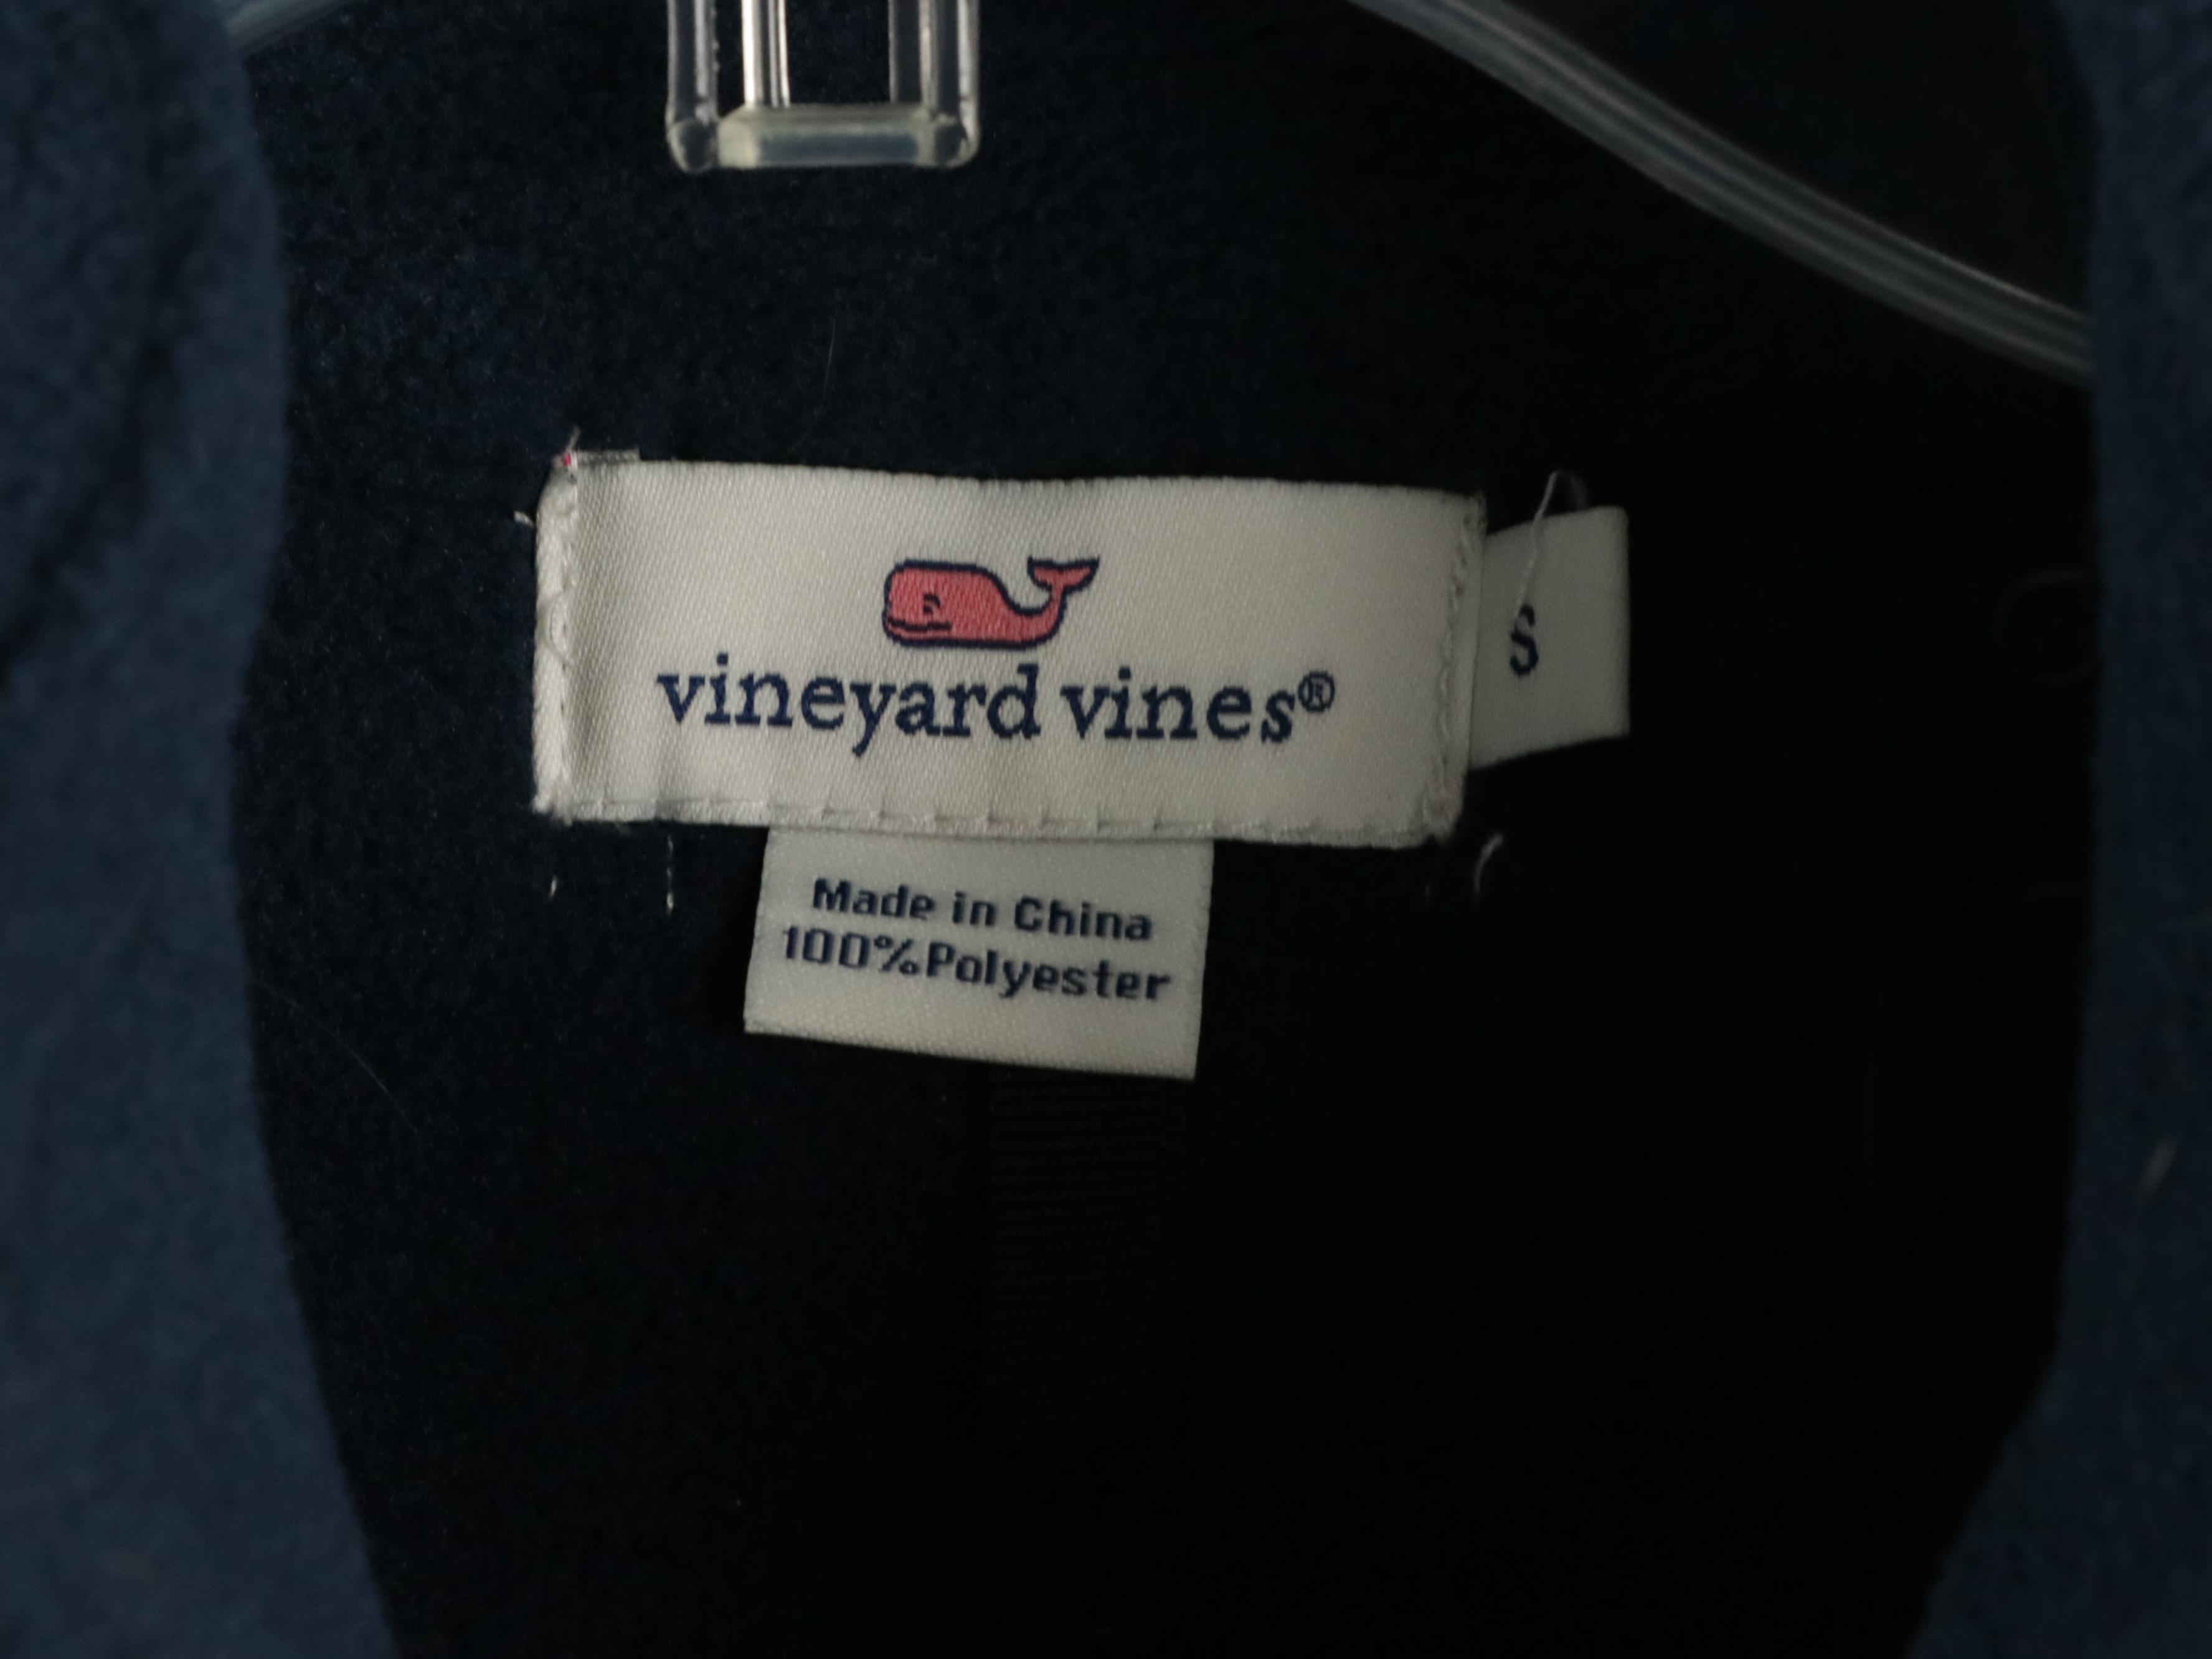 vineyard vines®
S
Made in China
100%Polyester